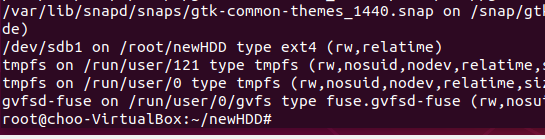 /var/lib/snapd/snaps/gtk-common-themes_1440.snap on /snap/gt
de)
/dev/sdb1 on /root/newHDD type ext4 (rw,relatime)
tmpfs on /run/user/121 type tmpfs (rw,nosuid,nodev,relatime,s
tmpfs on /run/user/0 type tmpfs (rw,nosuid,nodev,relatime,siz
gvfsd-fuse on /run/user/0/gvfs type fuse.gvfsd-fuse (rw,nosu
root@choo-VirtualBox:~/newHDD#